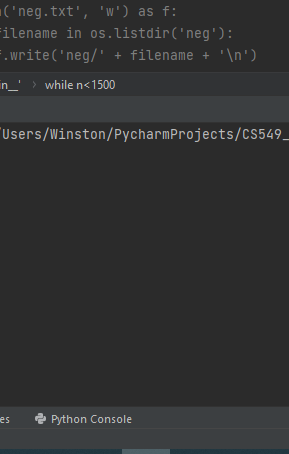 n('neg.txt', 'w') as f:
filename in os.listdir('neg'):
f.write('neg/' + filename + '\n')
in__' › while n<1500
/Users/Winston/PycharmProjects/CS549_
es Python Console